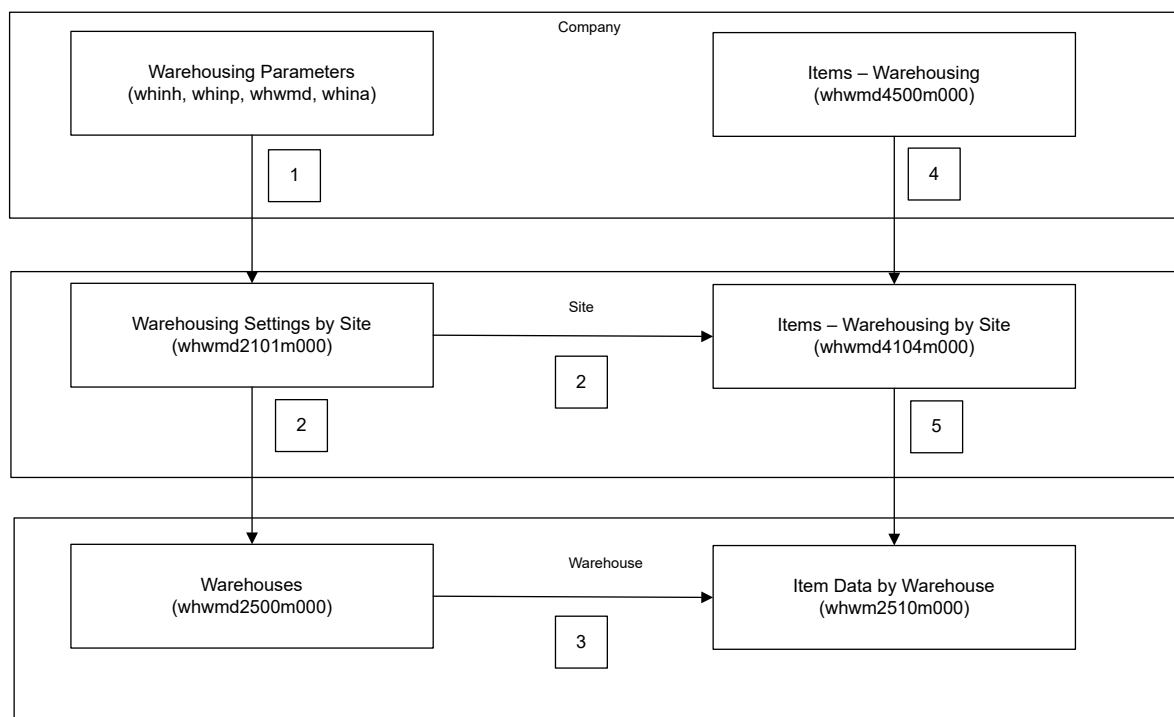 Company
Warehousing Parameters
(whinh, whinp, whwmd, whina)
Items – Warehousing
(whwmd4500m000)
1
4
Warehousing Settings by Site
(whwmd2101m000)
Site
Items – Warehousing by Site
(whwmd4104m000)
2
2
5
Warehouses
(whwmd2500m000)
Warehouse
Item Data by Warehouse
(whwm2510m000)
3